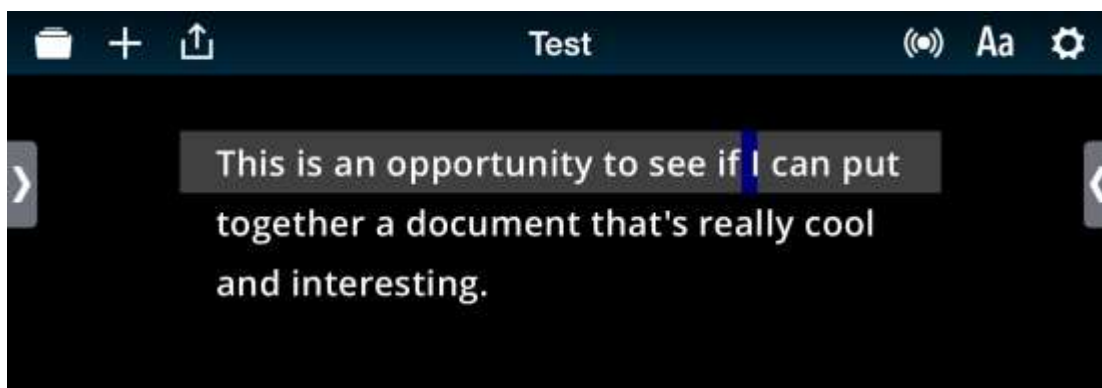 Test
Aa
This is an opportunity to see if I can put
together a document that's really cool
and interesting.